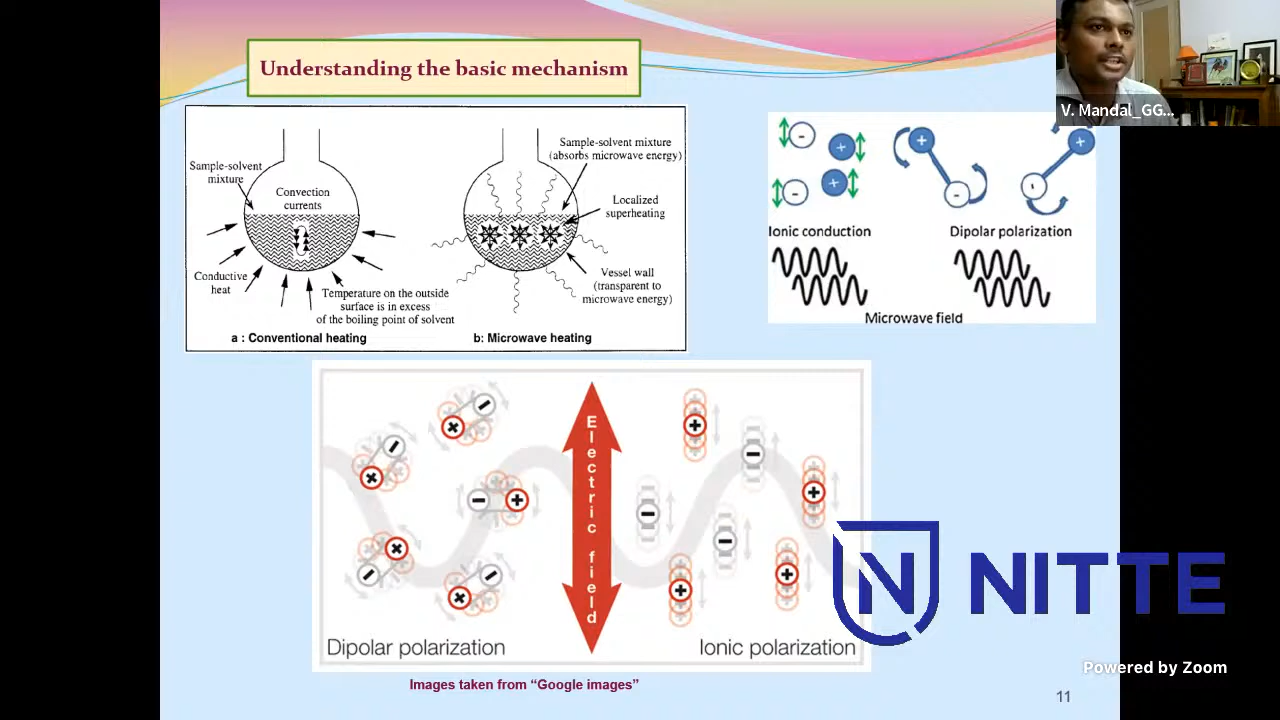 Understanding the basic mechanism
V. Mandal_GG...
Sample-solvent
mixture
Convection
currents
Conductive
heat
Temperature on the outside
surface is in excess
of the boiling point of solvent
a : Conventional heating
Sample-solvent mixture
(absorbs microwave energy)
Localized
superheating
Vessel wall
(transparent to
microwave energy)
b: Microwave heating
Ionic conduction
Dipolar polarization
Microwave field
Electric field
Dipolar polarization
Ionic polarization
Images taken from “Google images”
N NITTE
Powered by Zoom
11